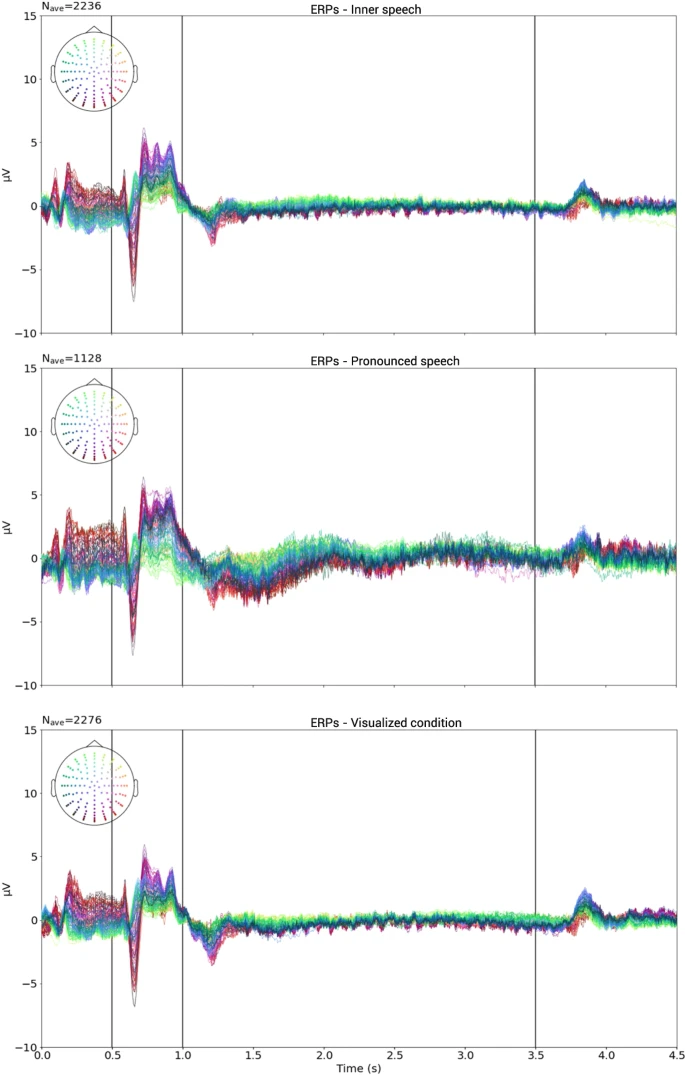 N_ave=2236
ERPs - Inner speech
15
10
5
0
−5
−10
μV
N_ave=1128
ERPs - Pronounced speech
15
10
5
0
−5
−10
μV
N_ave=2276
ERPs - Visualized condition
15
10
5
0
−5
−10
μV
0.0 0.5 1.0 1.5 2.0 2.5 3.0 3.5 4.0 4.5
Time (s)